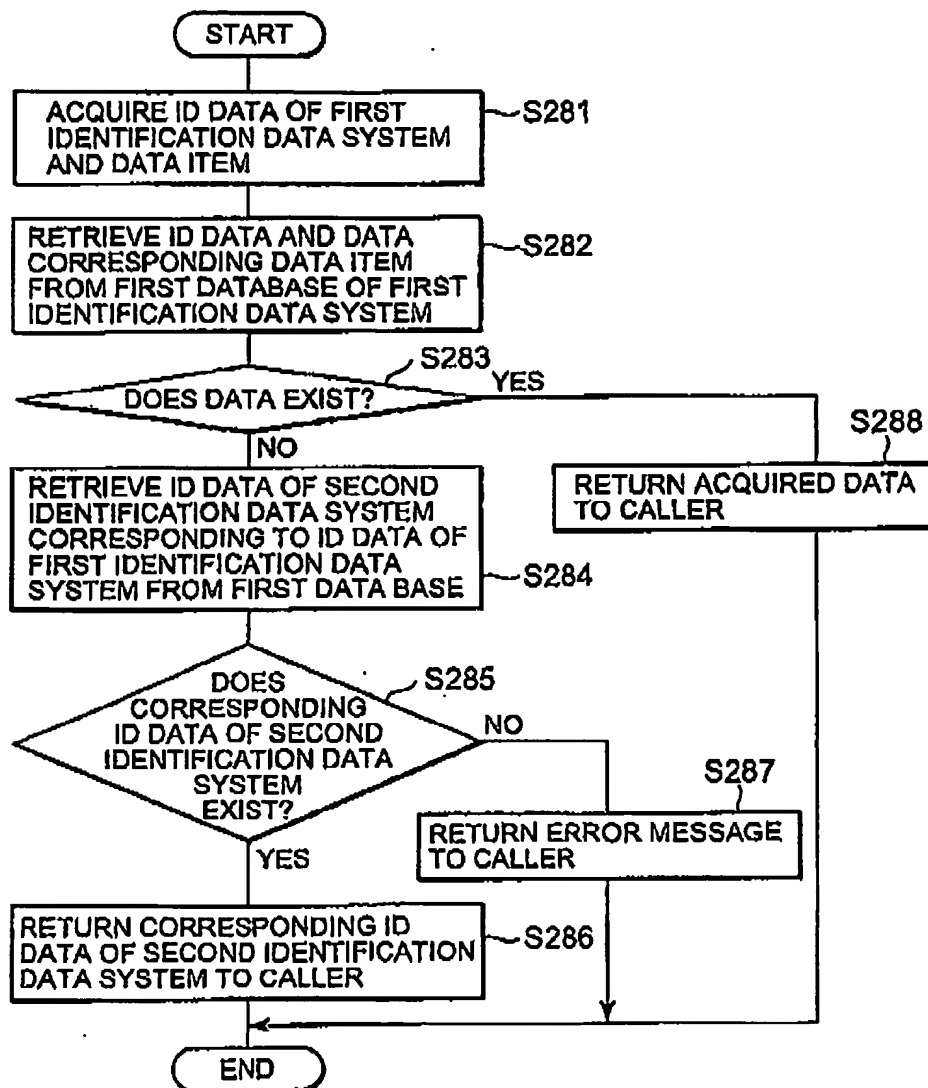 START
ACQUIRE ID DATA OF FIRST
IDENTIFICATION DATA SYSTEM
AND DATA ITEM
S281
RETRIEVE ID DATA AND DATA
CORRESPONDING DATA ITEM
FROM FIRST DATABASE OF FIRST
IDENTIFICATION DATA SYSTEM
S282
S283
DOES DATA EXIST?
YES
NO
S288
RETURN ACQUIRED DATA
TO CALLER
RETRIEVE ID DATA OF SECOND
IDENTIFICATION DATA SYSTEM
CORRESPONDING TO ID DATA OF
FIRST IDENTIFICATION DATA
SYSTEM FROM FIRST DATA BASE
S284
DOES
CORRESPONDING
ID DATA OF SECOND
IDENTIFICATION DATA
SYSTEM
EXIST?
S285
NO
YES
S287
RETURN ERROR MESSAGE
TO CALLER
RETURN CORRESPONDING ID
DATA OF SECOND IDENTIFICATION
DATA SYSTEM TO CALLER
S286
END